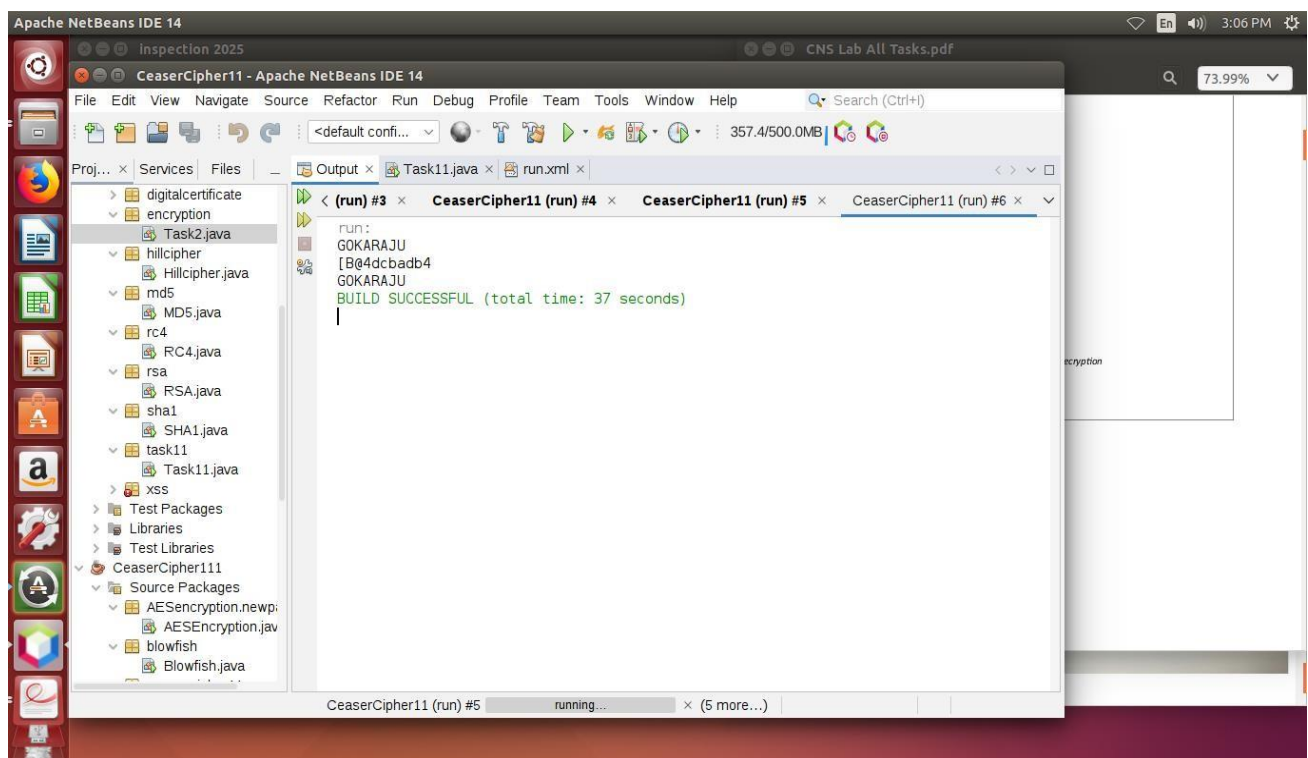 Apache NetBeans IDE 14
En
3:06 PM
inspection 2025
CNS Lab All Tasks.pdf
CeaserCipher11 - Apache NetBeans IDE 14
73.99%
File Edit View Navigate Source Refactor Run Debug Profile Team Tools Window Help
Search (Ctrl+I)
<default confi...
357.4/500.0MB
Proj... × Services Files
Output × Task11.java × run.xml ×
(run) #3 × CeaserCipher11 (run) #4 × CeaserCipher11 (run) #5 × CeaserCipher11 (run) #6 ×
digitalcertificate
encryption
Task2.java
hillcipher
Hillcipher.java
md5
MD5.java
rc4
RC4.java
rsa
RSA.java
sha1
SHA1.java
task11
Task11.java
xss
Test Packages
Libraries
Test Libraries
CeaserCipher111
Source Packages
AESencryption.newpa
AESEncryption.jav
blowfish
Blowfish.java
run:
GOKARAJU
[B@4dcbadb4
GOKARAJU
BUILD SUCCESSFUL (total time: 37 seconds)
ecryption
CeaserCipher11 (run) #5
running...
× (5 more...)